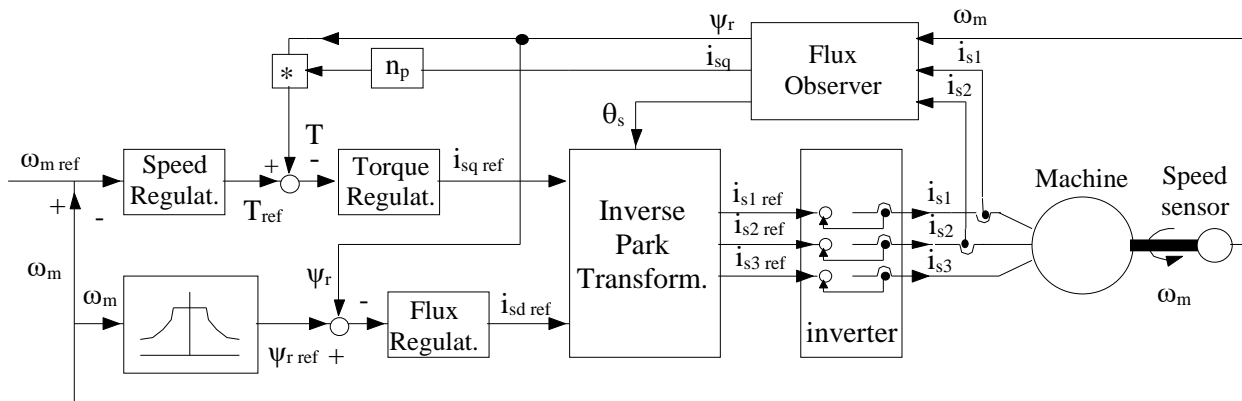 ψr
ωm
isq
np
*
Flux
Observer
is1
is2
θs
T
-
ωm ref
+
-
Speed
Regulat.
+
Tref
Torque
Regulat.
isq ref
Inverse
Park
Transform.
is1 ref
is2 ref
is3 ref
inverter
is1
is2
is3
Machine
Speed
sensor
ωm
ωm
ωm
ψr
-
ψr ref
+
Flux
Regulat.
isd ref